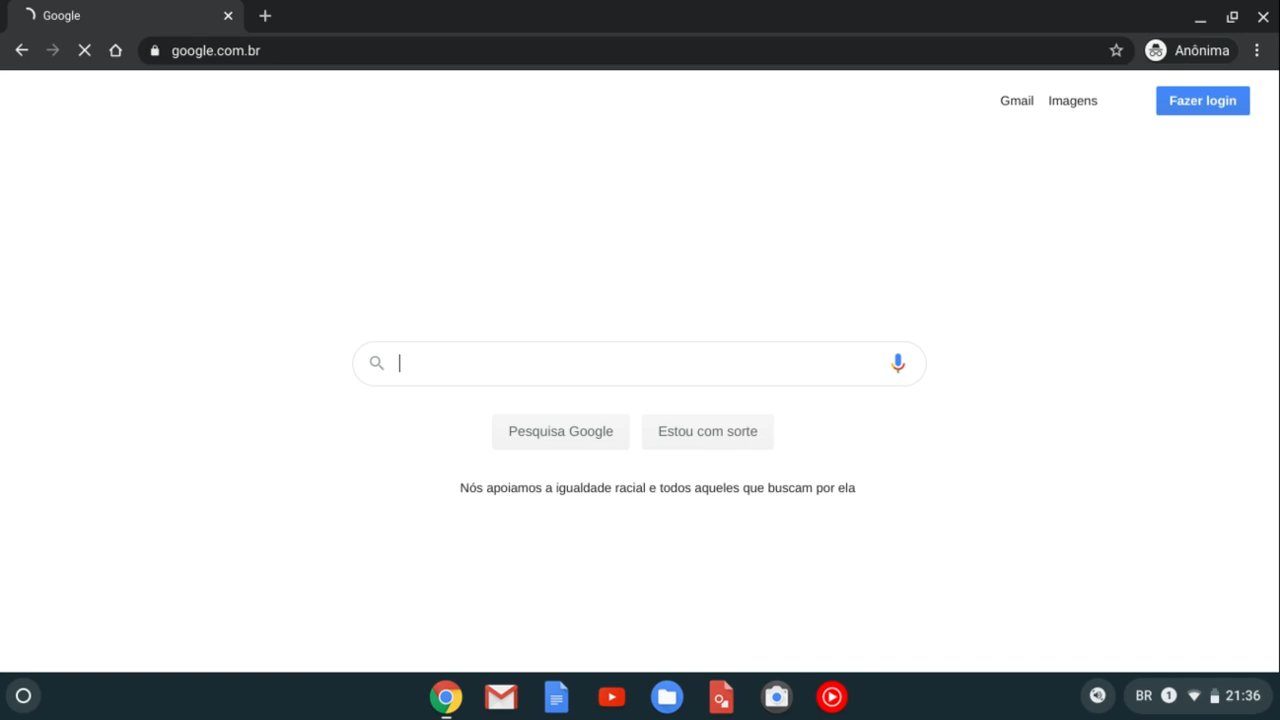 Google
google.com.br
Anônima
Gmail Imagens Fazer login
Pesquisa Google Estou com sorte
Nós apoiamos a igualdade racial e todos aqueles que buscam por ela
BR 1 21:36